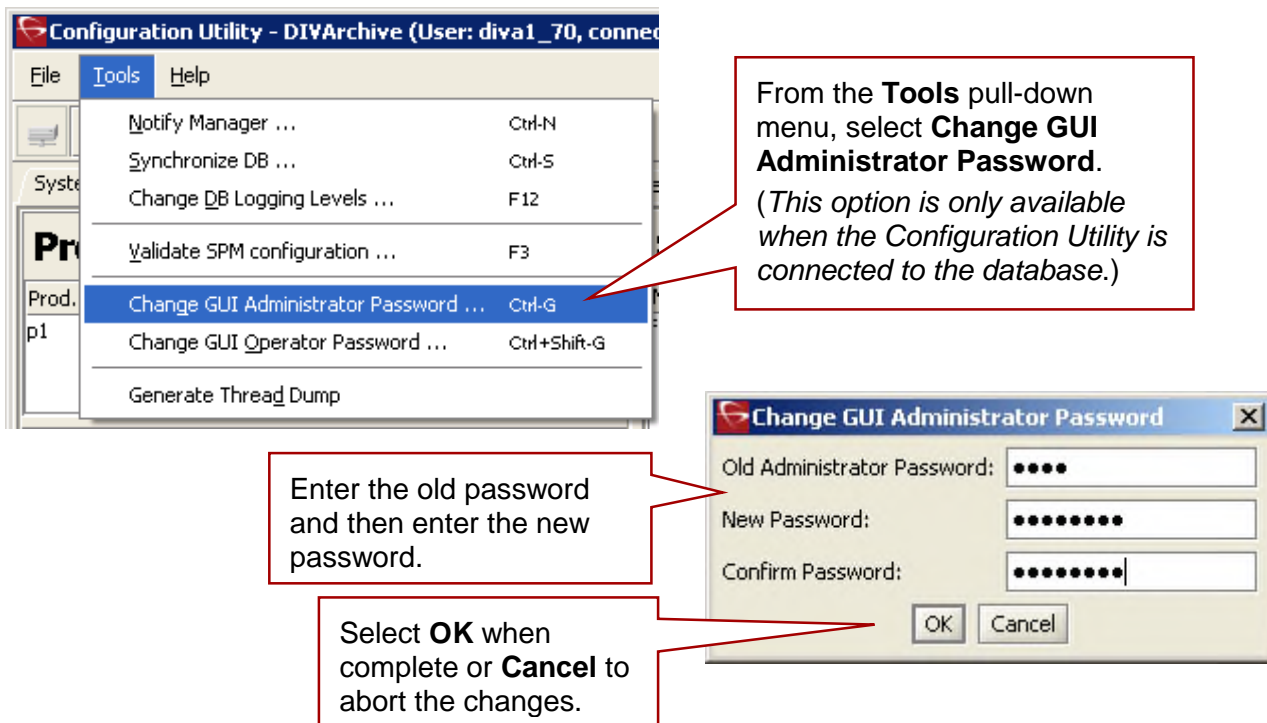 Configuration Utility - DIVArchive (User: diva1_70, connec
File Tools Help
Notify Manager ... Ctrl-N
Synchronize DB ... Ctrl-S
Change DB Logging Levels ... F12
Validate SPM configuration ... F3
Change GUI Administrator Password ... Ctrl-G
Change GUI Operator Password ... Ctrl+Shift-G
Generate Thread Dump
Syste
Pro
Prod.
p1
From the Tools pull-down
menu, select Change GUI
Administrator Password.
(This option is only available
when the Configuration Utility is
connected to the database.)
Change GUI Administrator Password
Old Administrator Password: ●●●●
New Password: ●●●●●●●●
Confirm Password: ●●●●●●●●
OK Cancel
Enter the old password
and then enter the new
password.
Select OK when
complete or Cancel to
abort the changes.